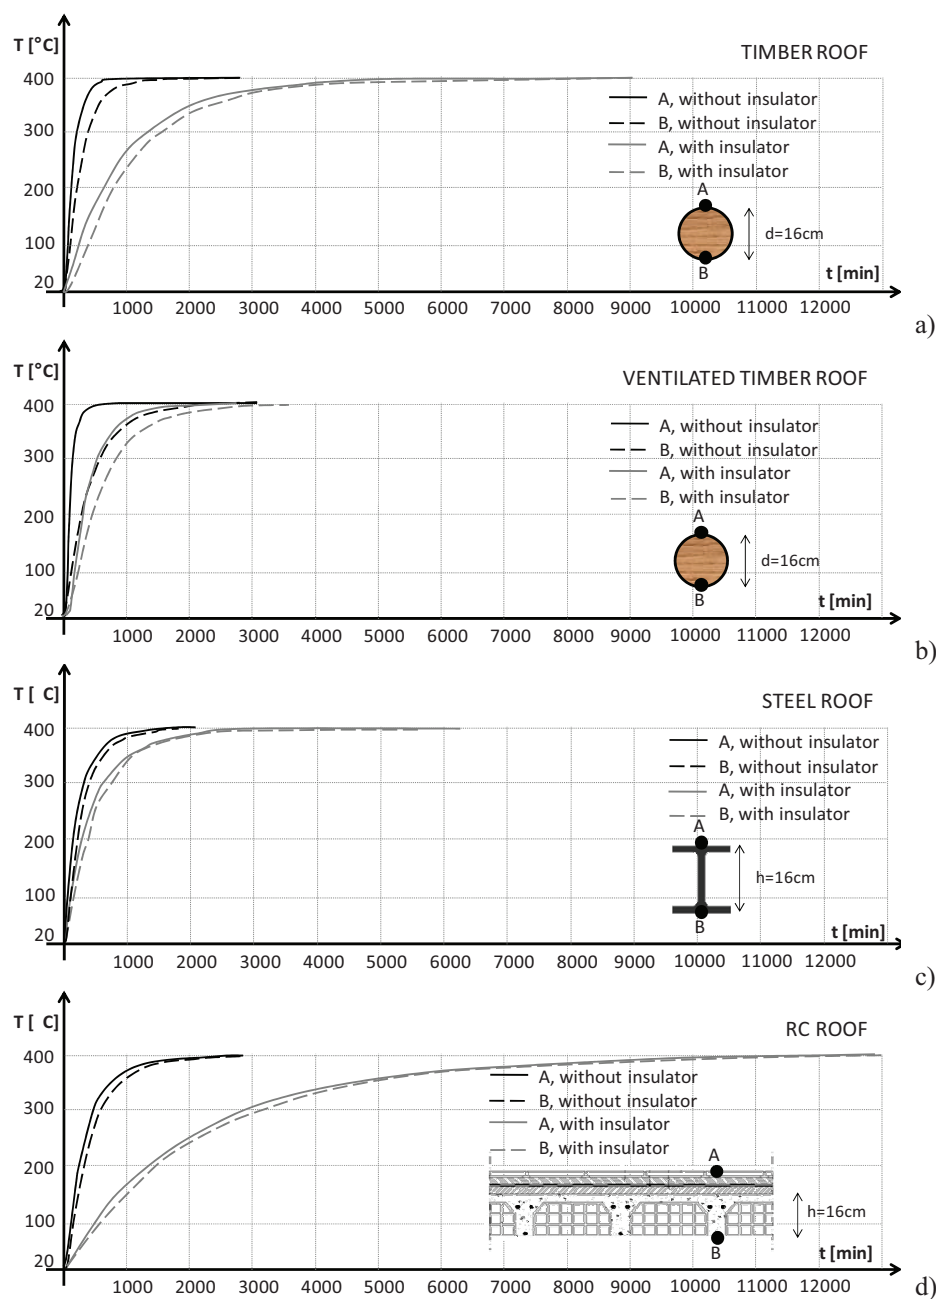 T [°C]
TIMBER ROOF
400
A, without insulator
B, without insulator
300
A, with insulator
B, with insulator
200
A
d=16cm
100
B
t [min]
20
1000 2000 3000 4000 5000 6000 7000 8000 9000 10000 11000 12000
a)
T [°C]
VENTILATED TIMBER ROOF
400
A, without insulator
B, without insulator
300
A, with insulator
B, with insulator
200
A
d=16cm
100
B
t [min]
20
1000 2000 3000 4000 5000 6000 7000 8000 9000 10000 11000 12000
b)
T [ C]
STEEL ROOF
400
A, without insulator
B, without insulator
300
A, with insulator
B, with insulator
A
200
h=16cm
100
B
t [min]
20
1000 2000 3000 4000 5000 6000 7000 8000 9000 10000 11000 12000
c)
T [ C]
RC ROOF
400
A, without insulator
B, without insulator
300
A, with insulator
B, with insulator
A
200
h=16cm
100
B
t [min]
20
1000 2000 3000 4000 5000 6000 7000 8000 9000 10000 11000 12000
d)